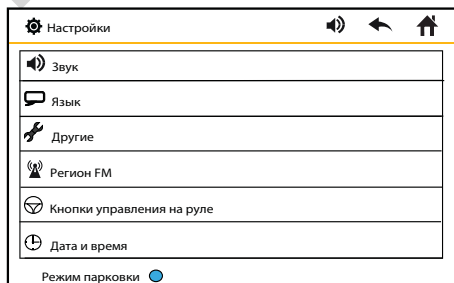 Настройки
Звук
Язык
Другие
Регион FM
Кнопки управления на руле
Дата и время
Режим парковки